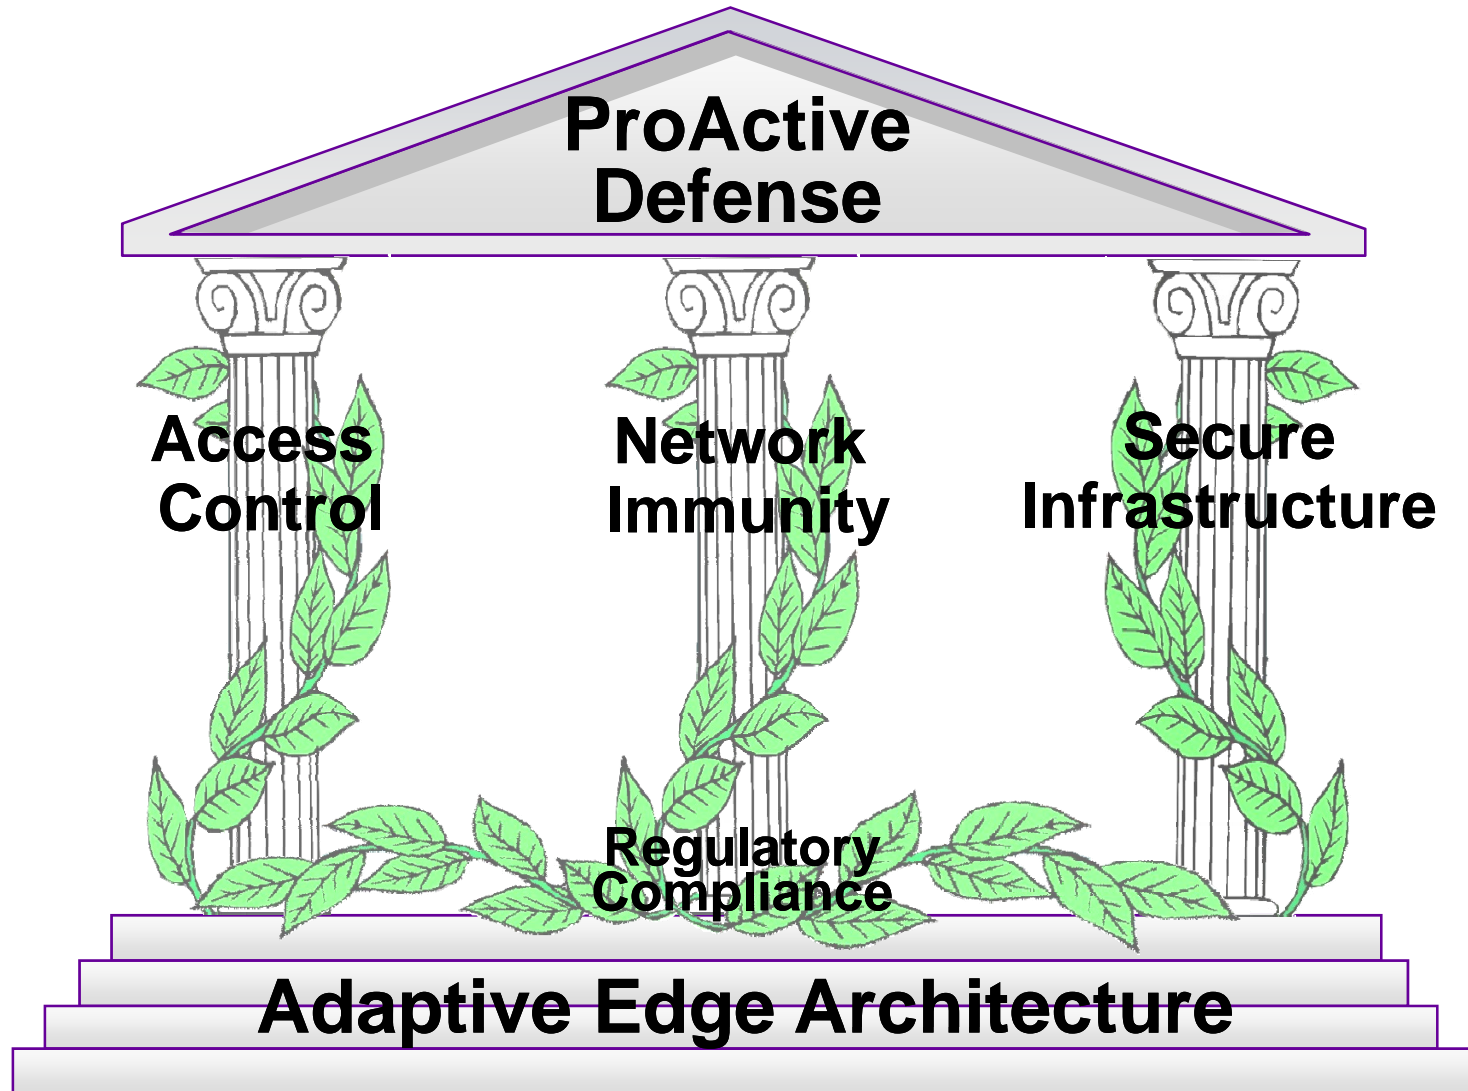 ProActive
Defense
Access
Control
Network
Immunity
Secure
Infrastructure
Regulatory
Compliance
Adaptive Edge Architecture